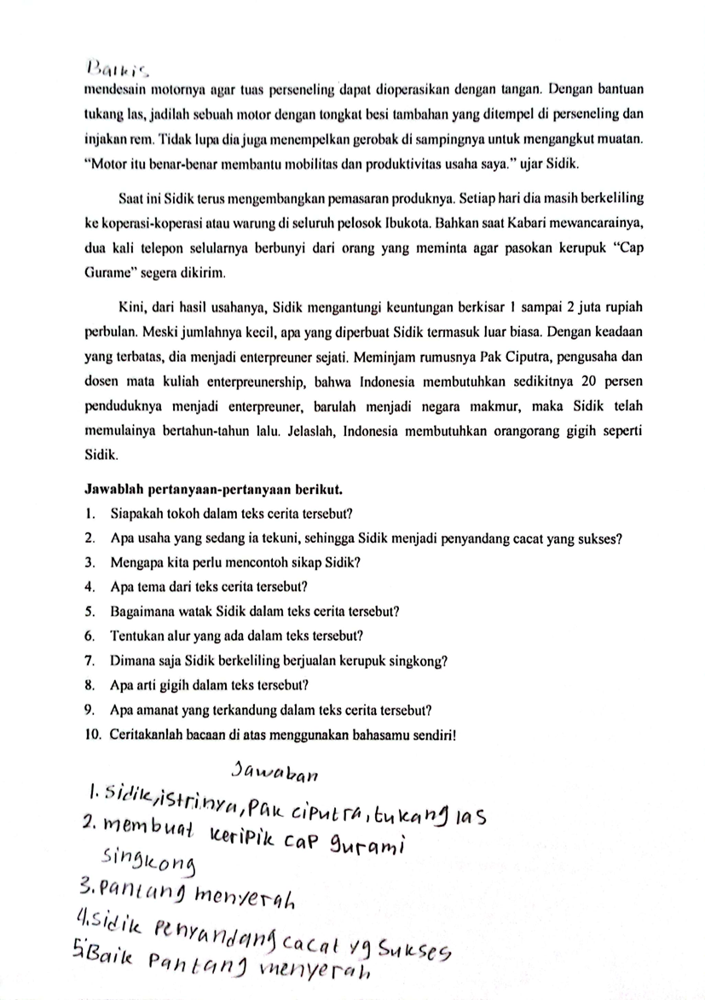 Balkis
mendesain motornya agar tuas perseneling dapat dioperasikan dengan tangan. Dengan bantuan
tukang las, jadilah sebuah motor dengan tongkat besi tambahan yang ditempel di perseneling dan
injakan rem. Tidak lupa dia juga menempelkan gerobak di sampingnya untuk mengangkut muatan.
“Motor itu benar-benar membantu mobilitas dan produktivitas usaha saya.” ujar Sidik.
Saat ini Sidik terus mengembangkan pemasaran produknya. Setiap hari dia masih berkeliling
ke koperasi-koperasi atau warung di seluruh pelosok Ibukota. Bahkan saat Kabari mewancarainya,
dua kali telepon selularnya berbunyi dari orang yang meminta agar pasokan kerupuk “Cap
Gurame” segera dikirim.
Kini, dari hasil usahanya, Sidik mengantungi keuntungan berkisar 1 sampai 2 juta rupiah
perbulan. Meski jumlahnya kecil, apa yang diperbuat Sidik termasuk luar biasa. Dengan keadaan
yang terbatas, dia menjadi enterpreuner sejati. Meminjam rumusnya Pak Ciputra, pengusaha dan
dosen mata kuliah enterpreunership, bahwa Indonesia membutuhkan sedikitnya 20 persen
penduduknya menjadi enterpreuner, barulah menjadi negara makmur, maka Sidik telah
memulainya bertahun-tahun lalu. Jelaslah, Indonesia membutuhkan orangorang gigih seperti
Sidik.
Jawablah pertanyaan-pertanyaan berikut.
1. Siapakah tokoh dalam teks cerita tersebut?
2. Apa usaha yang sedang ia tekuni, sehingga Sidik menjadi penyandang cacat yang sukses?
3. Mengapa kita perlu mencontoh sikap Sidik?
4. Apa tema dari teks cerita tersebut?
5. Bagaimana watak Sidik dalam teks cerita tersebut?
6. Tentukan alur yang ada dalam teks tersebut?
7. Dimana saja Sidik berkeliling berjualan kerupuk singkong?
8. Apa arti gigih dalam teks tersebut?
9. Apa amanat yang terkandung dalam teks cerita tersebut?
10. Ceritakanlah bacaan di atas menggunakan bahasamu sendiri!
Jawaban
1. Sidik, istrinya, Pak ciputra, tukang las
2. membuat keripik cap gurami
singkong
3. Pantang menyerah
4. Sidik Penyandang cacat yg Sukses
5. Baik Pantang menyerah